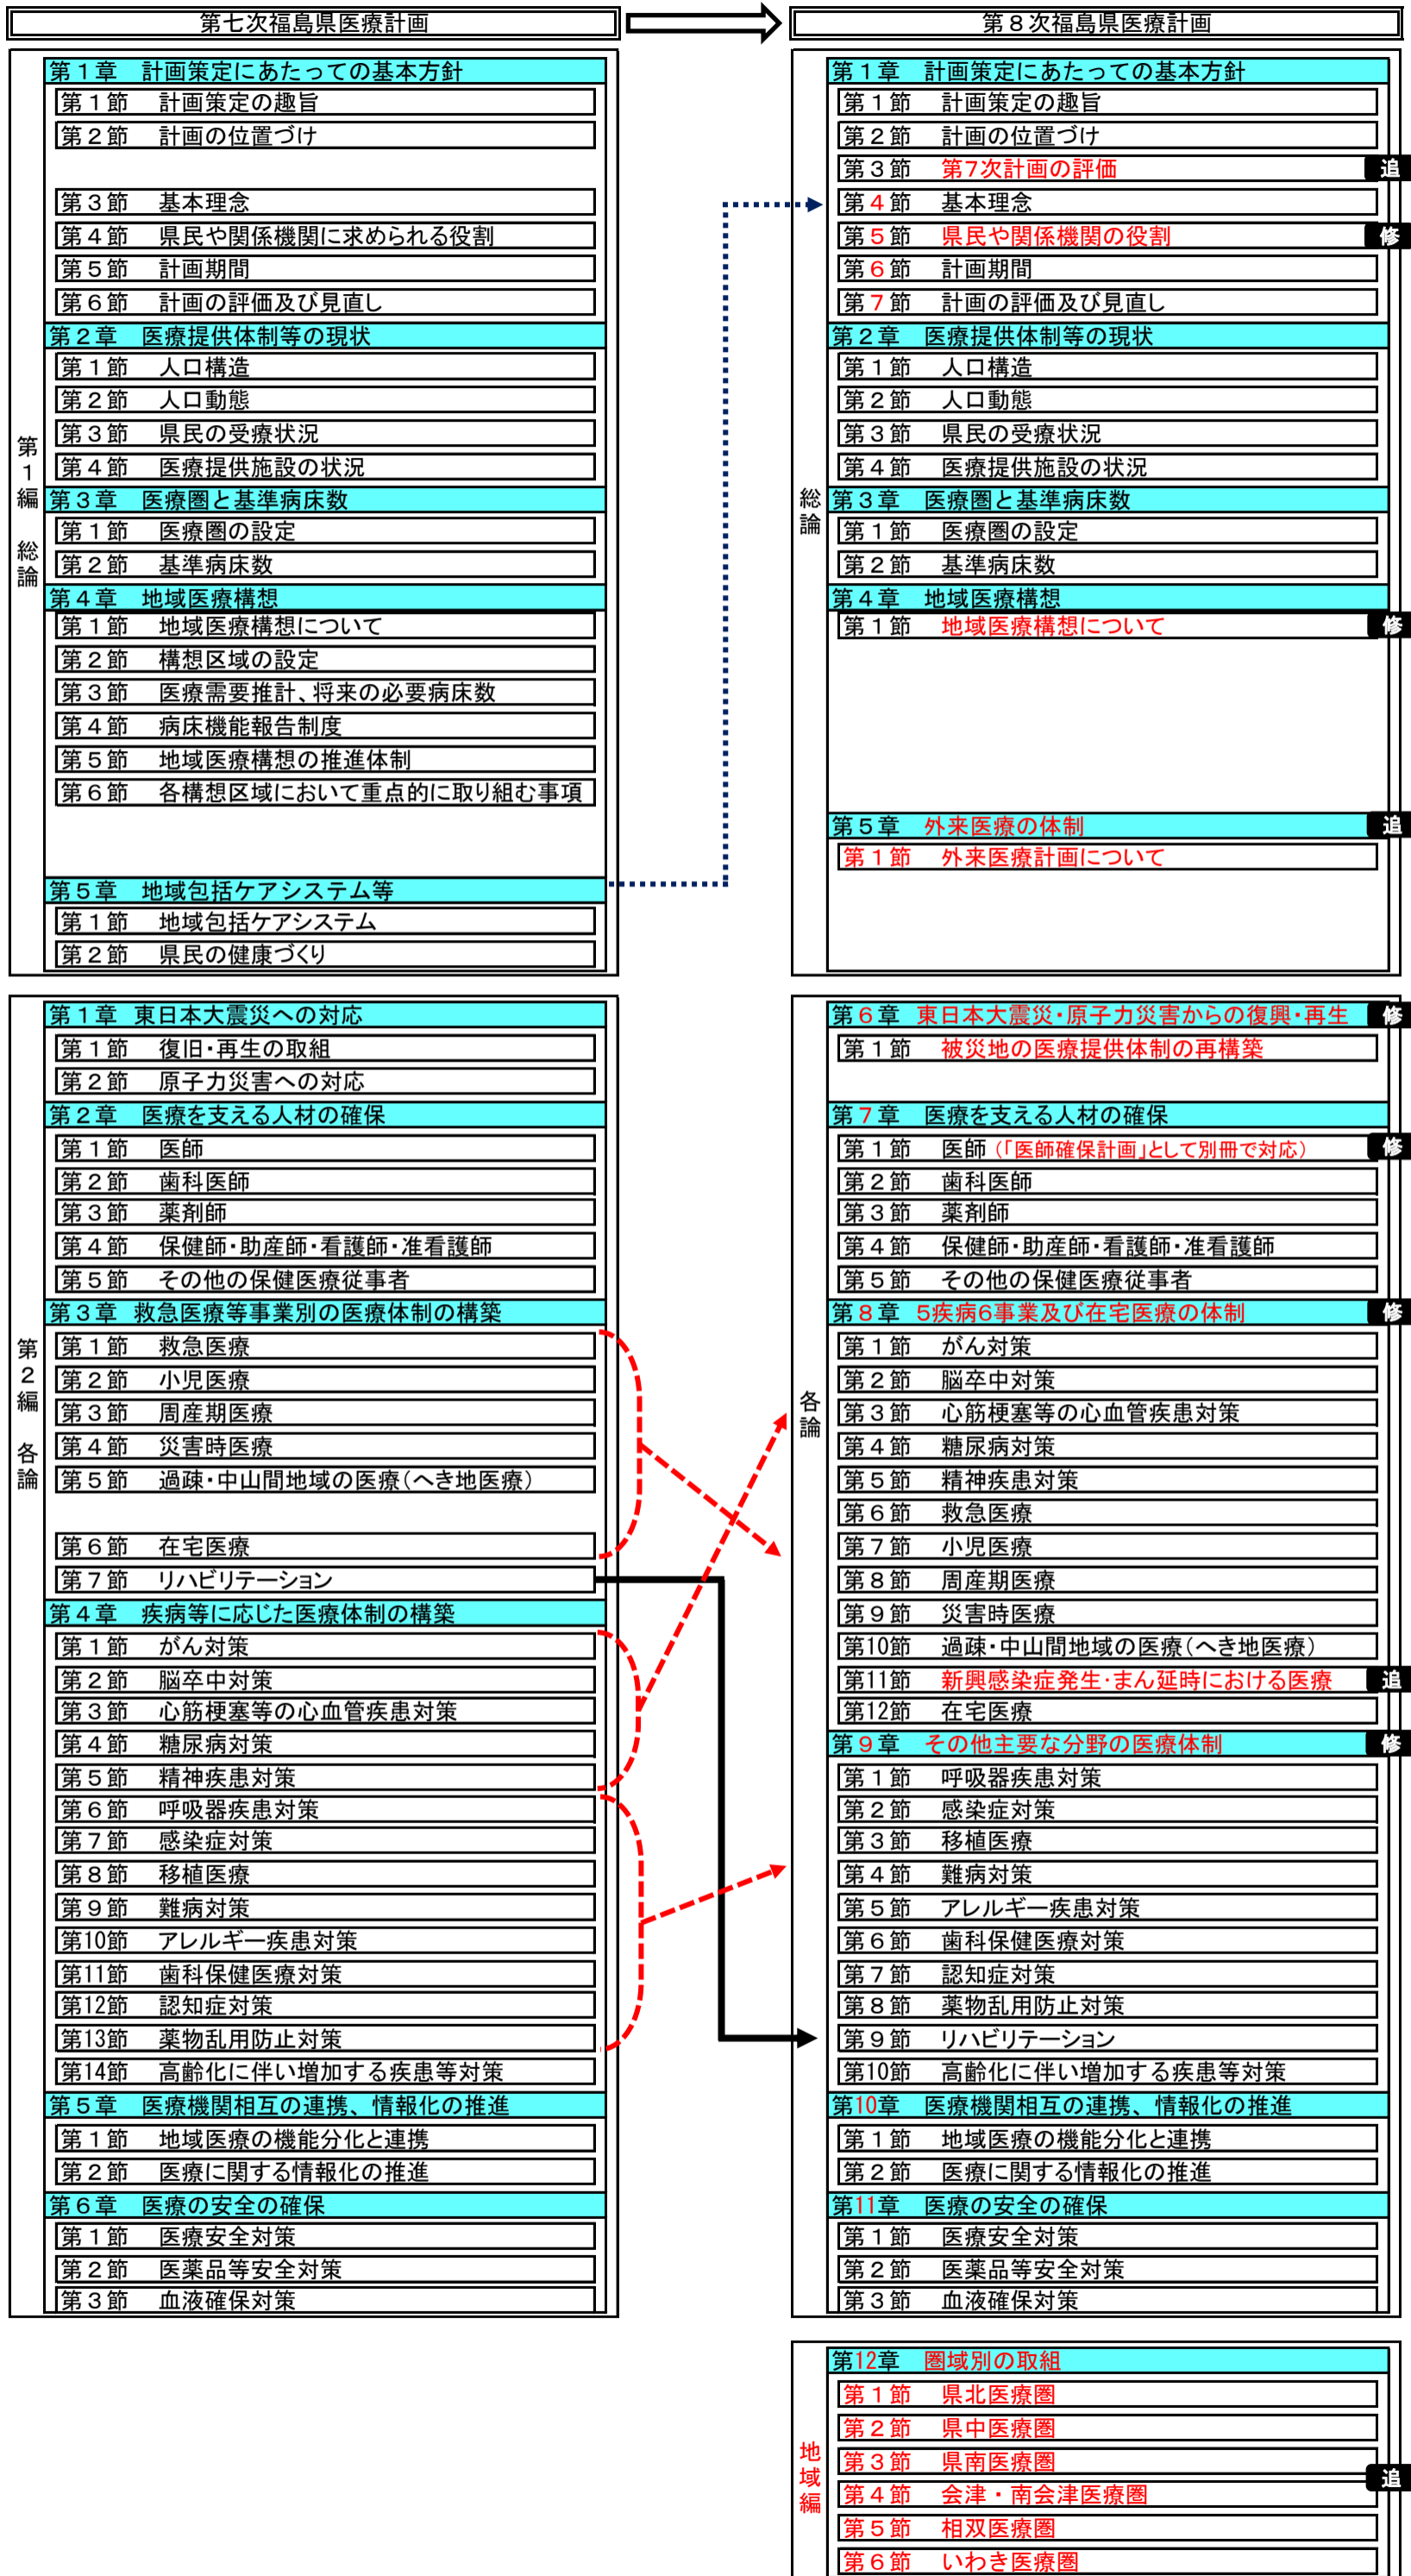 第七次福島県医療計画
第1編 総論
第１章　計画策定にあたっての基本方針
第１節　計画策定の趣旨
第２節　計画の位置づけ
第３節　基本理念
第４節　県民や関係機関に求められる役割
第５節　計画期間
第６節　計画の評価及び見直し
第２章　医療提供体制等の現状
第１節　人口構造
第２節　人口動態
第３節　県民の受療状況
第４節　医療提供施設の状況
第３章　医療圏と基準病床数
第１節　医療圏の設定
第２節　基準病床数
第４章　地域医療構想
第１節　地域医療構想について
第２節　構想区域の設定
第３節　医療需要推計、将来の必要病床数
第４節　病床機能報告制度
第５節　地域医療構想の推進体制
第６節　各構想区域において重点的に取り組む事項
第５章　地域包括ケアシステム等
第１節　地域包括ケアシステム
第２節　県民の健康づくり
第2編 各論
第１章　東日本大震災への対応
第１節　復旧・再生の取組
第２節　原子力災害への対応
第２章　医療を支える人材の確保
第１節　医師
第２節　歯科医師
第３節　薬剤師
第４節　保健師・助産師・看護師・准看護師
第５節　その他の保健医療従事者
第３章　救急医療等事業別の医療体制の構築
第１節　救急医療
第２節　小児医療
第３節　周産期医療
第４節　災害時医療
第５節　過疎・中山間地域の医療（へき地医療）
第６節　在宅医療
第７節　リハビリテーション
第４章　疾病等に応じた医療体制の構築
第１節　がん対策
第２節　脳卒中対策
第３節　心筋梗塞等の心血管疾患対策
第４節　糖尿病対策
第５節　精神疾患対策
第６節　呼吸器疾患対策
第７節　感染症対策
第８節　移植医療
第９節　難病対策
第10節　アレルギー疾患対策
第11節　歯科保健医療対策
第12節　認知症対策
第13節　薬物乱用防止対策
第14節　高齢化に伴い増加する疾患等対策
第５章　医療機関相互の連携、情報化の推進
第１節　地域医療の機能分化と連携
第２節　医療に関する情報化の推進
第６章　医療の安全の確保
第１節　医療安全対策
第２節　医薬品等安全対策
第３節　血液確保対策
第８次福島県医療計画
総論
第１章　計画策定にあたっての基本方針
第１節　計画策定の趣旨
第２節　計画の位置づけ
第３節　第7次計画の評価　追
第４節　基本理念
第５節　県民や関係機関の役割　修
第６節　計画期間
第７節　計画の評価及び見直し
第２章　医療提供体制等の現状
第１節　人口構造
第２節　人口動態
第３節　県民の受療状況
第４節　医療提供施設の状況
第３章　医療圏と基準病床数
第１節　医療圏の設定
第２節　基準病床数
第４章　地域医療構想
第１節　地域医療構想について　修
第５章　外来医療の体制　追
第１節　外来医療計画について
各論
第６章　東日本大震災・原子力災害からの復興・再生　修
第１節　被災地の医療提供体制の再構築
第７章　医療を支える人材の確保
第１節　医師（「医師確保計画」として別冊で対応）　修
第２節　歯科医師
第３節　薬剤師
第４節　保健師・助産師・看護師・准看護師
第５節　その他の保健医療従事者
第８章　5疾病6事業及び在宅医療の体制　修
第１節　がん対策
第２節　脳卒中対策
第３節　心筋梗塞等の心血管疾患対策
第４節　糖尿病対策
第５節　精神疾患対策
第６節　救急医療
第７節　小児医療
第８節　周産期医療
第９節　災害時医療
第10節　過疎・中山間地域の医療（へき地医療）
第11節　新興感染症発生・まん延時における医療　追
第12節　在宅医療
第９章　その他主要な分野の医療体制　修
第１節　呼吸器疾患対策
第２節　感染症対策
第３節　移植医療
第４節　難病対策
第５節　アレルギー疾患対策
第６節　歯科保健医療対策
第７節　認知症対策
第８節　薬物乱用防止対策
第９節　リハビリテーション
第10節　高齢化に伴い増加する疾患等対策
第10章　医療機関相互の連携、情報化の推進
第１節　地域医療の機能分化と連携
第２節　医療に関する情報化の推進
第11章　医療の安全の確保
第１節　医療安全対策
第２節　医薬品等安全対策
第３節　血液確保対策
地域編
第12章　圏域別の取組
第１節　県北医療圏
第２節　県中医療圏
第３節　県南医療圏
追
第４節　会津・南会津医療圏
第５節　相双医療圏
第６節　いわき医療圏